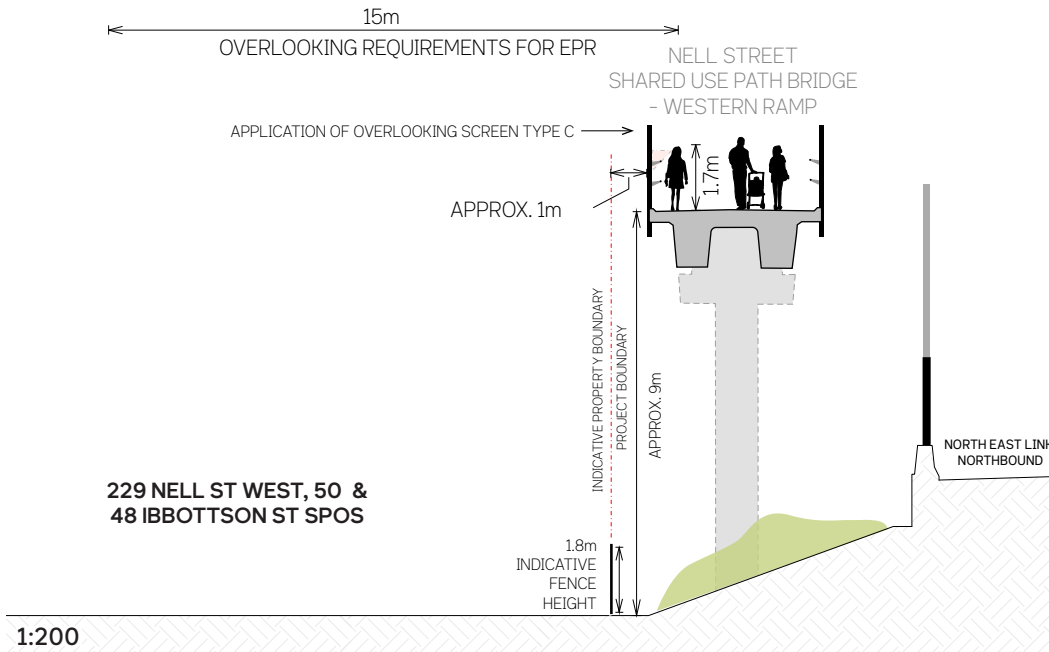 15m
OVERLOOKING REQUIREMENTS FOR EPR
NELL STREET
SHARED USE PATH BRIDGE
- WESTERN RAMP
APPLICATION OF OVERLOOKING SCREEN TYPE C
1.7m
APPROX. 1m
INDICATIVE PROPERTY BOUNDARY
PROJECT BOUNDARY
APPROX. 9m
NORTH EAST LINK
NORTHBOUND
229 NELL ST WEST, 50 &
48 IBBOTTSON ST SPOS
1.8m
INDICATIVE
FENCE
HEIGHT
1:200